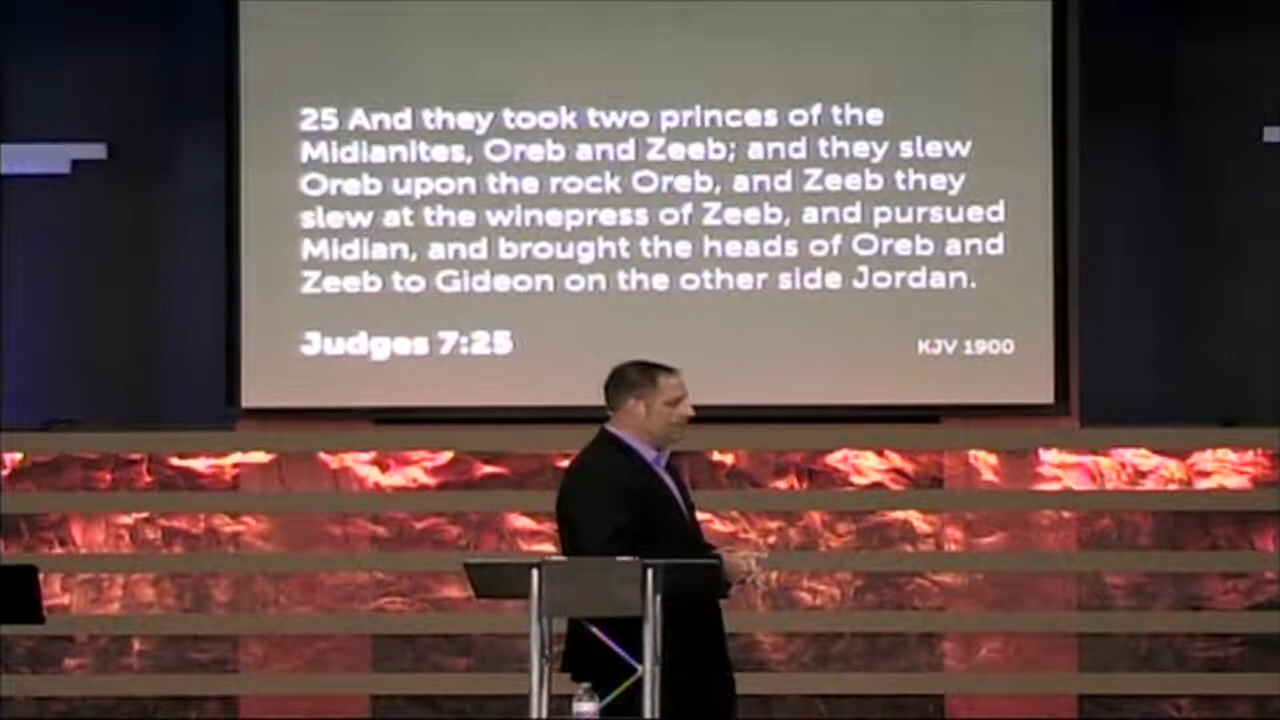 25 And they took two princes of the
Midianites, Oreb and Zeeb; and they slew
Oreb upon the rock Oreb, and Zeeb they
slew at the winepress of Zeeb, and pursued
Midian, and brought the heads of Oreb and
Zeeb to Gideon on the other side Jordan.
Judges 7:25
KJV 1900